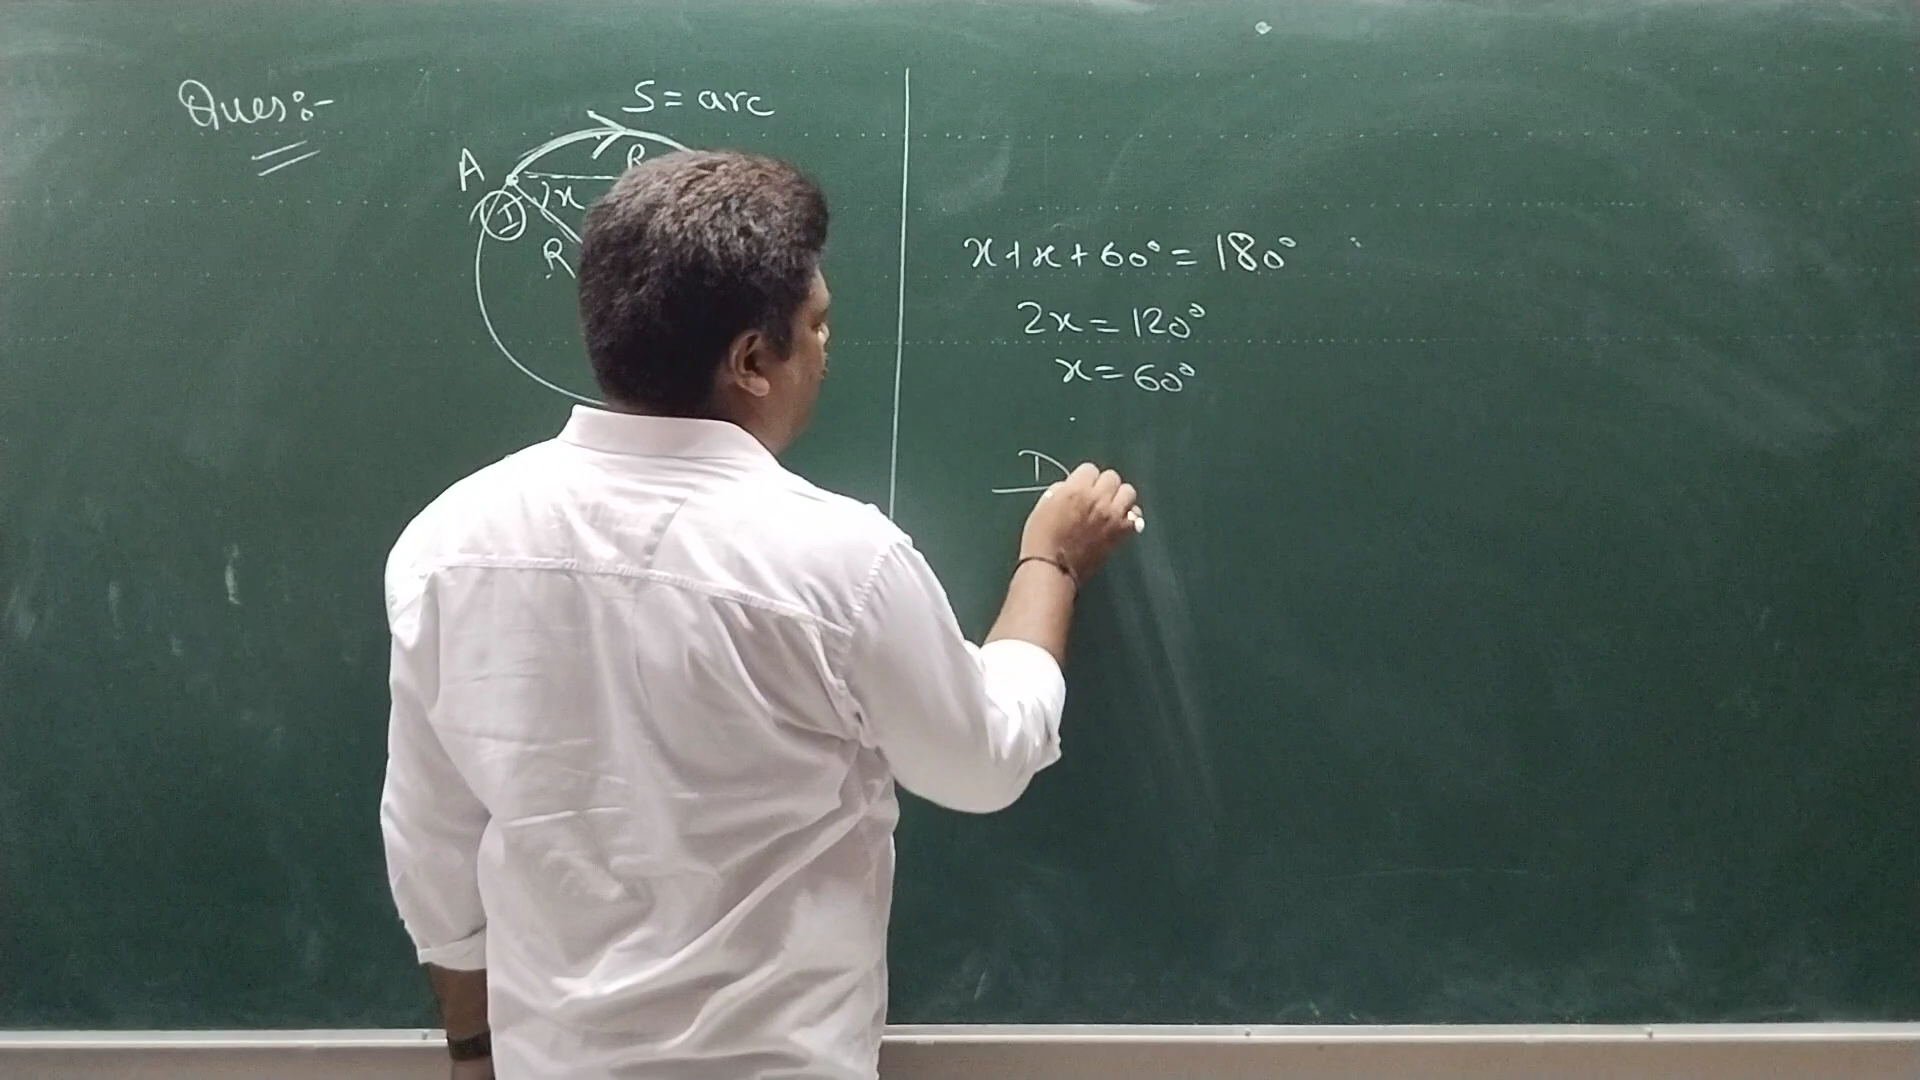 Ques:-
S = arc
A
R
x
I
R
x+x+60°=180°
2x=120°
x=60°
D